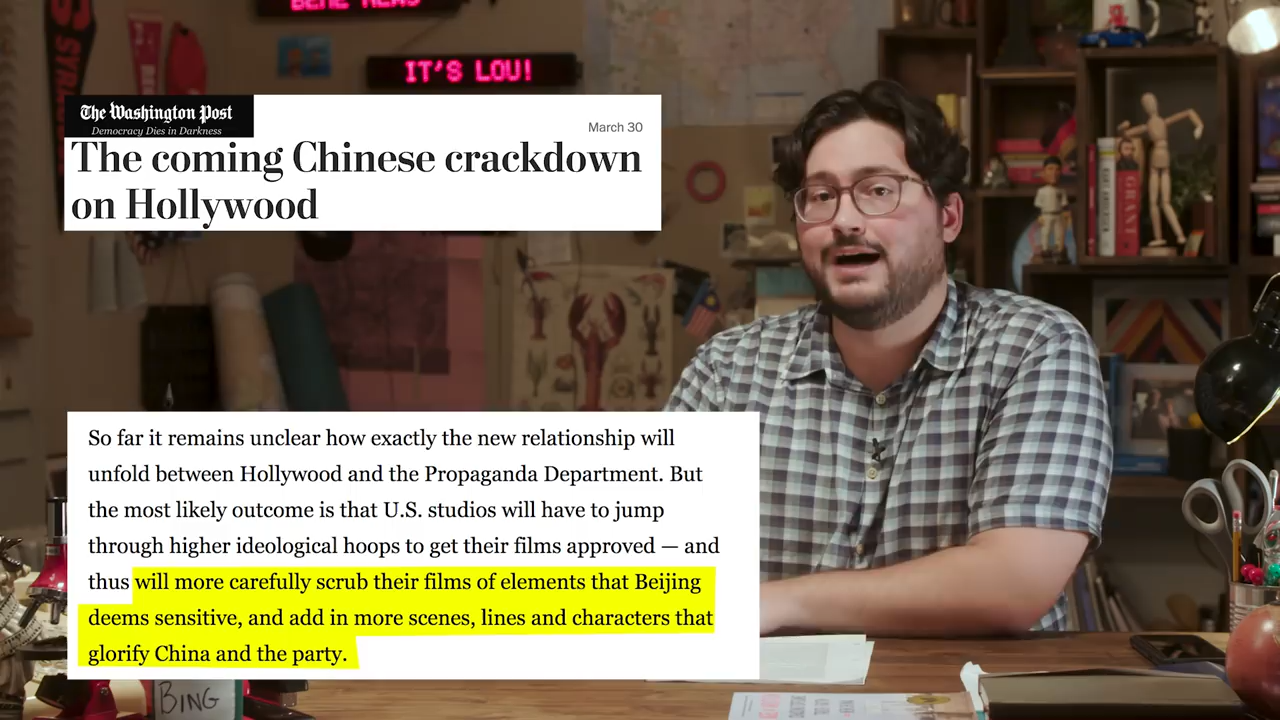 IT'S LOU!
The Washington Post
Democracy Dies in Darkness
March 30
The coming Chinese crackdown
on Hollywood
So far it remains unclear how exactly the new relationship will
unfold between Hollywood and the Propaganda Department. But
the most likely outcome is that U.S. studios will have to jump
through higher ideological hoops to get their films approved — and
thus will more carefully scrub their films of elements that Beijing
deems sensitive, and add in more scenes, lines and characters that
glorify China and the party.
GRANT
BING